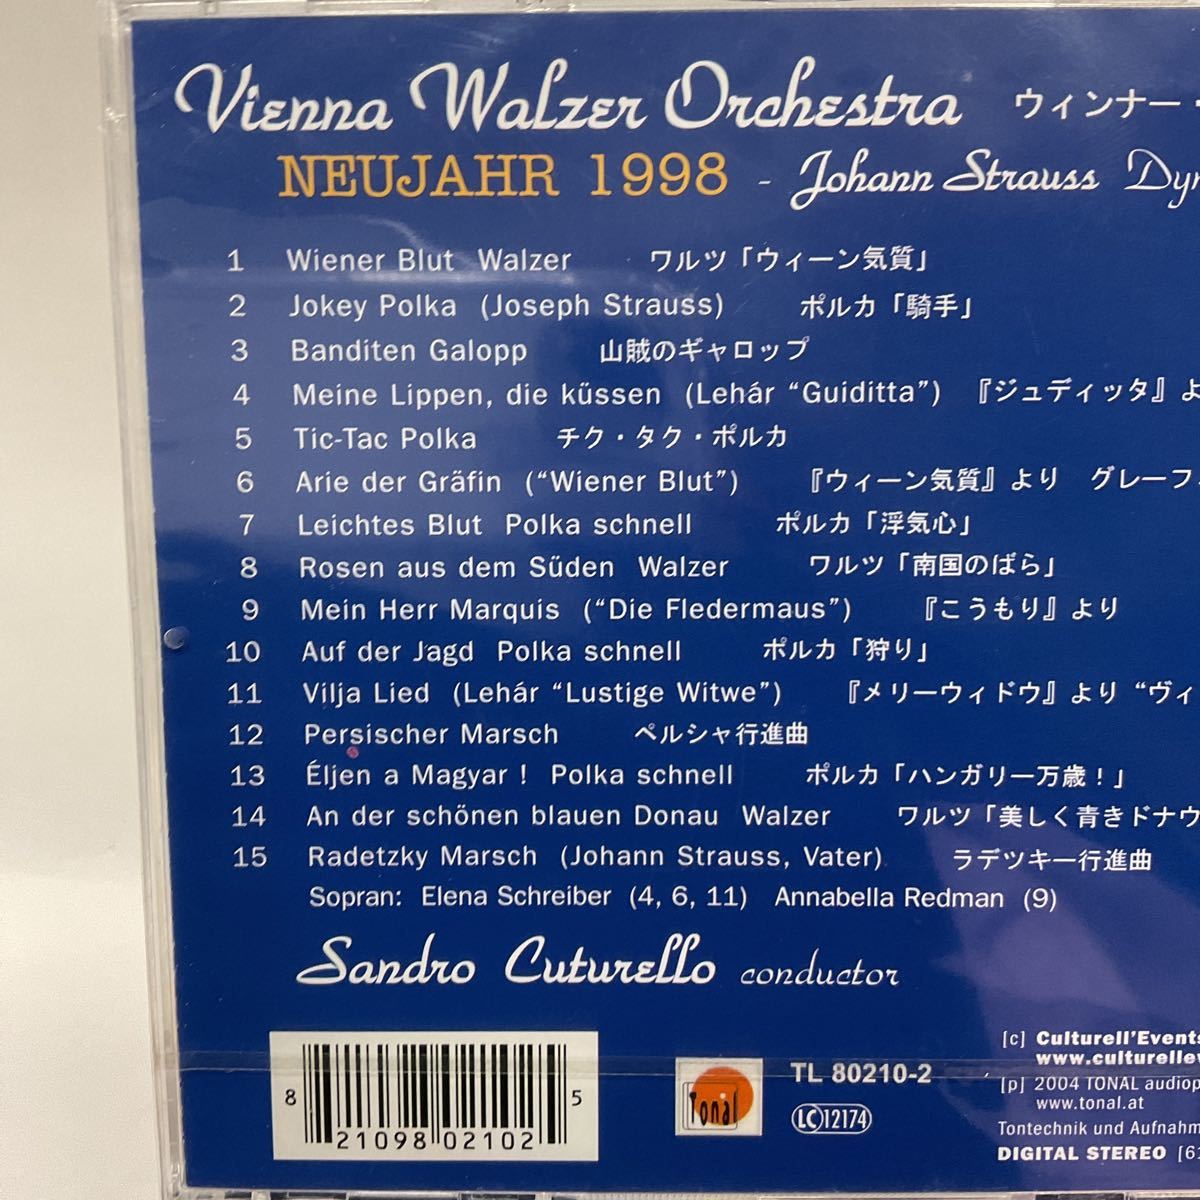 Vienna Walzer Orchestra ウィンナー・
NEUJAHR 1998 - Johann Strauss
1 Wiener Blut Walzer ワルツ「ウィーン気質」
2 Jokey Polka (Joseph Strauss) ポルカ「騎手」
3 Banditen Galopp 山賊のギャロップ
4 Meine Lippen, die küssen (Lehár “Guiditta”) 『ジュディッタ』よ
5 Tic-Tac Polka チク・タク・ポルカ
6 Arie der Gräfin (“Wiener Blut”) 『ウィーン気質』より グレーフ
7 Leichtes Blut Polka schnell ポルカ「浮気心」
8 Rosen aus dem Süden Walzer ワルツ「南国のばら」
9 Mein Herr Marquis (“Die Fledermaus”) 『こうもり』より
10 Auf der Jagd Polka schnell ポルカ「狩り」
11 Vilja Lied (Lehár “Lustige Witwe”) 『メリーウィドウ』より “ヴィ
12 Persischer Marsch ペルシャ行進曲
13 Éljen a Magyar ! Polka schnell ポルカ「ハンガリー万歳！」
14 An der schönen blauen Donau Walzer ワルツ「美しく青きドナウ
15 Radetzky Marsch (Johann Strauss, Vater) ラデツキー行進曲
Sopran: Elena Schreiber (4, 6, 11) Annabella Redman (9)
Sandro Cuturello conductor
8 21098 02102 5
Tonal
TL 80210-2
LC 12174
[c] Culturell'Events
www.culturellev
[p] 2004 TONAL audiop
www.tonal.at
Tontechnik und Aufnahm
DIGITAL STEREO [61